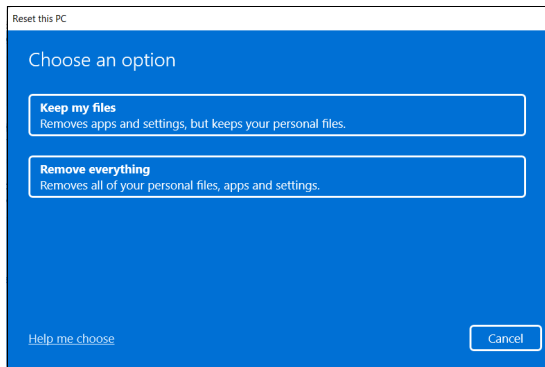 Reset this PC
Choose an option
Keep my files
Removes apps and settings, but keeps your personal files.
Remove everything
Removes all of your personal files, apps and settings.
Help me choose
Cancel